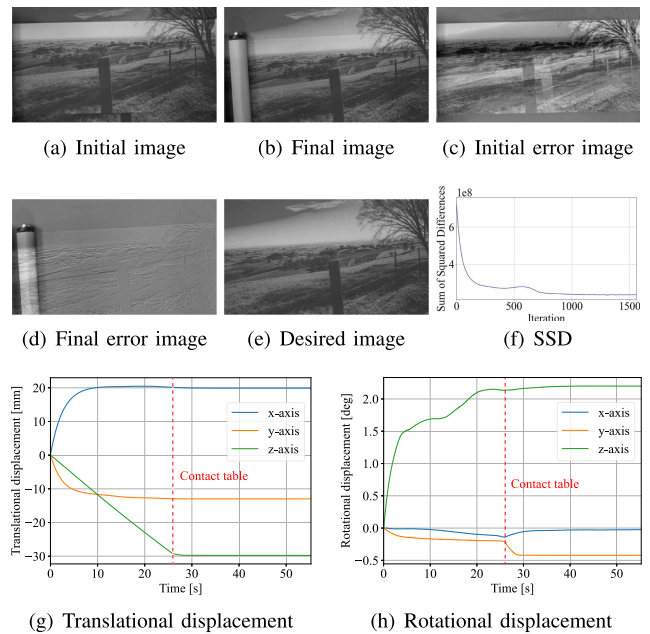 (a) Initial image
(b) Final image
(c) Initial error image
1e8
Sum of Squared Differences
6
4
0
500
1000
1500
Iteration
(d) Final error image
(e) Desired image
(f) SSD
Translational displacement [mm]
20
10
0
−10
−20
−30
x-axis
y-axis
z-axis
Contact table
0
10
20
30
40
50
Time [s]
Rotational displacement [deg]
2.0
1.5
1.0
0.5
0.0
−0.5
x-axis
y-axis
z-axis
Contact table
0
10
20
30
40
50
Time [s]
(g) Translational displacement
(h) Rotational displacement